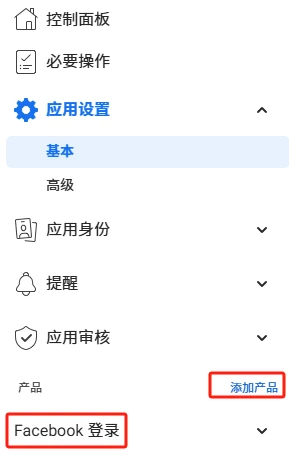 控制面板
必要操作
应用设置
基本
高级
应用身份
提醒
应用审核
产品 添加产品
Facebook 登录